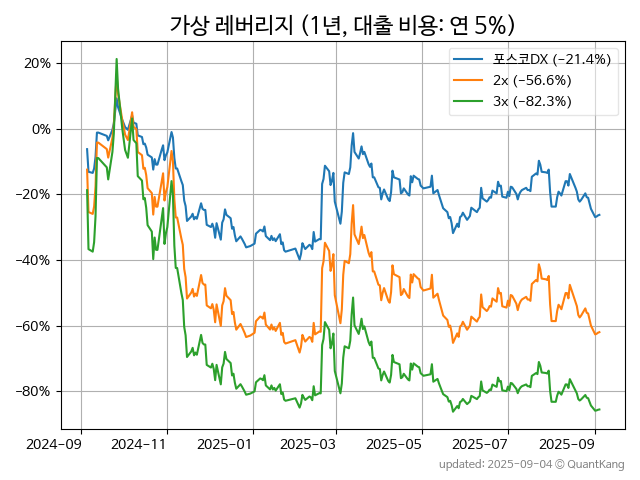 가상 레버리지 (1년, 대출 비용: 연 5%)
포스코DX (−21.4%)
2x (−56.6%)
3x (−82.3%)
20%
0%
−20%
−40%
−60%
−80%
2024−09 2024−11 2025−01 2025−03 2025−05 2025−07 2025−09
updated: 2025-09-04 © QuantKang